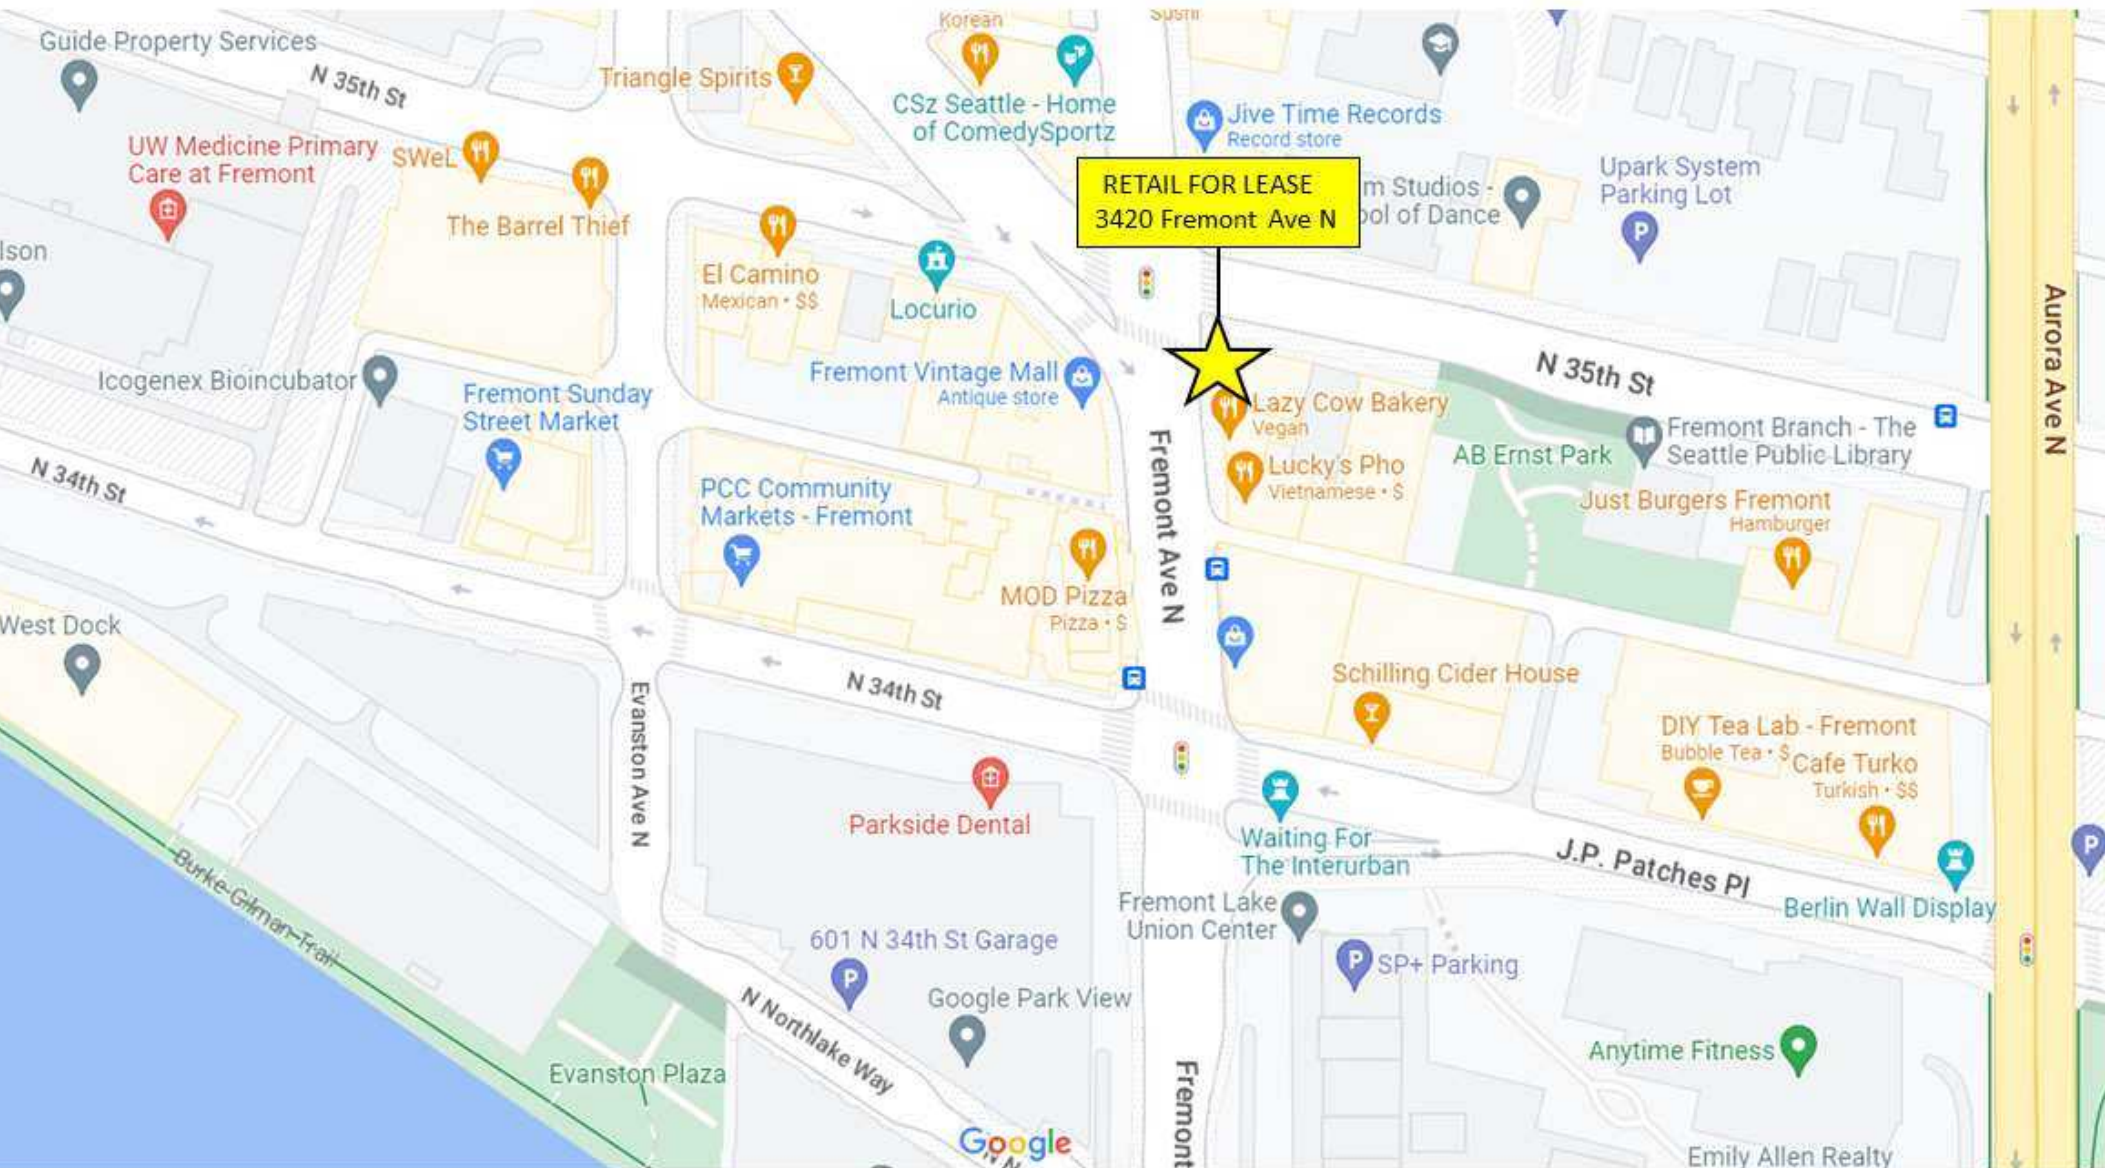 Guide Property Services
N 35th St
Triangle Spirits
Korean
Sushi
CSz Seattle - Home
of ComedySportz
Jive Time Records
Record store
UW Medicine Primary
Care at Fremont
SWeL
The Barrel Thief
RETAIL FOR LEASE
3420 Fremont Ave N
m Studios -
ool of Dance
Upark System
Parking Lot
P
lson
El Camino
Mexican • $$
Locurio
Aurora Ave N
Icogenex Bioincubator
Fremont Sunday
Street Market
Fremont Vintage Mall
Antique store
N 35th St
Lazy Cow Bakery
Vegan
Lucky's Pho
Vietnamese • $
AB Ernst Park
Fremont Branch - The
Seattle Public Library
Just Burgers Fremont
Hamburger
N 34th St
PCC Community
Markets - Fremont
MOD Pizza
Pizza • $
Fremont Ave N
West Dock
Evanston Ave N
N 34th St
Schilling Cider House
DIY Tea Lab - Fremont
Bubble Tea • $
Cafe Turko
Turkish • $$
Parkside Dental
Waiting For
The Interurban
J.P. Patches Pl
P
Berlin Wall Display
Burke-Gilman Trail
Fremont Lake
Union Center
601 N 34th St Garage
P
P
SP+ Parking
Google Park View
N Northlake Way
Evanston Plaza
Anytime Fitness
Fremont
Google
Emily Allen Realty